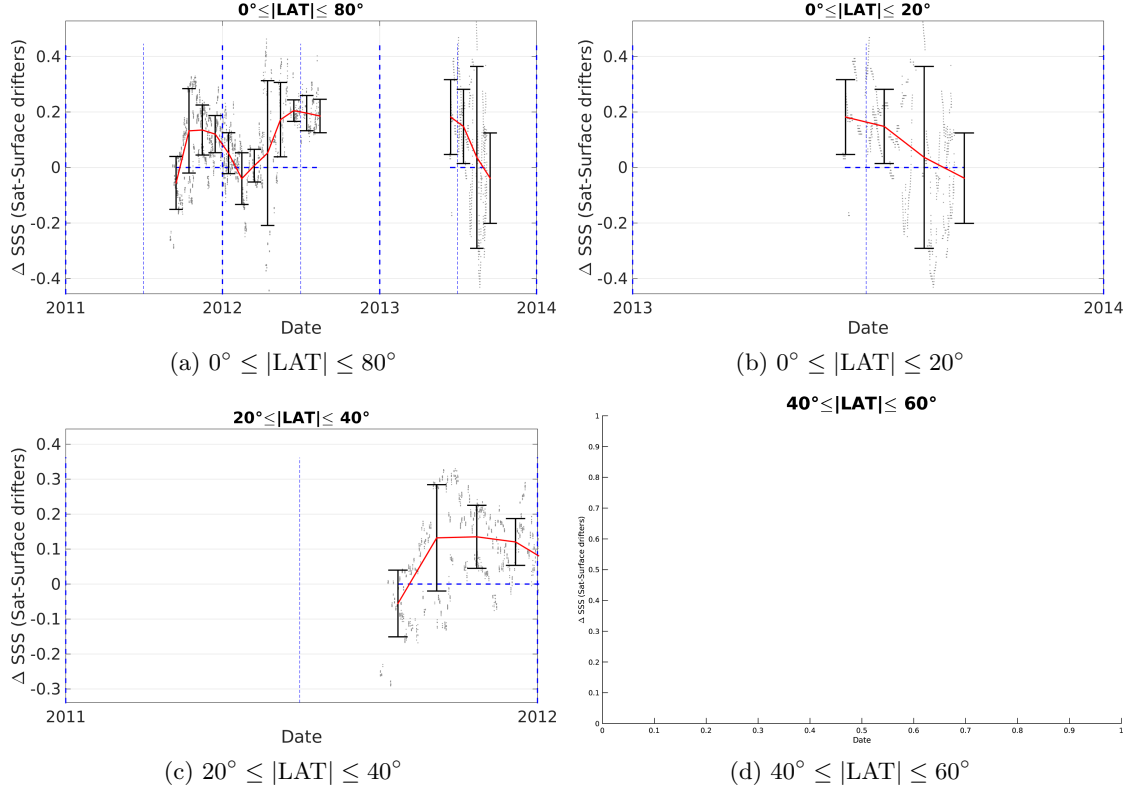 0°≤|LAT|≤ 80°
Δ SSS (Sat-Surface drifters)
0.4
0.2
0
-0.2
-0.4
2011
2012
2013
2014
Date
(a) 0° ≤ |LAT| ≤ 80°
0°≤|LAT|≤ 20°
Δ SSS (Sat-Surface drifters)
0.4
0.2
0
-0.2
-0.4
2013
2014
Date
(b) 0° ≤ |LAT| ≤ 20°
20°≤|LAT|≤ 40°
Δ SSS (Sat-Surface drifters)
0.4
0.3
0.2
0.1
0
-0.1
-0.2
-0.3
2011
2012
Date
(c) 20° ≤ |LAT| ≤ 40°
40°≤|LAT|≤ 60°
Δ SSS (Sat-Surface drifters)
1
0.9
0.8
0.7
0.6
0.5
0.4
0.3
0.2
0.1
0
0 0.1 0.2 0.3 0.4 0.5 0.6 0.7 0.8 0.9 1
Date
(d) 40° ≤ |LAT| ≤ 60°